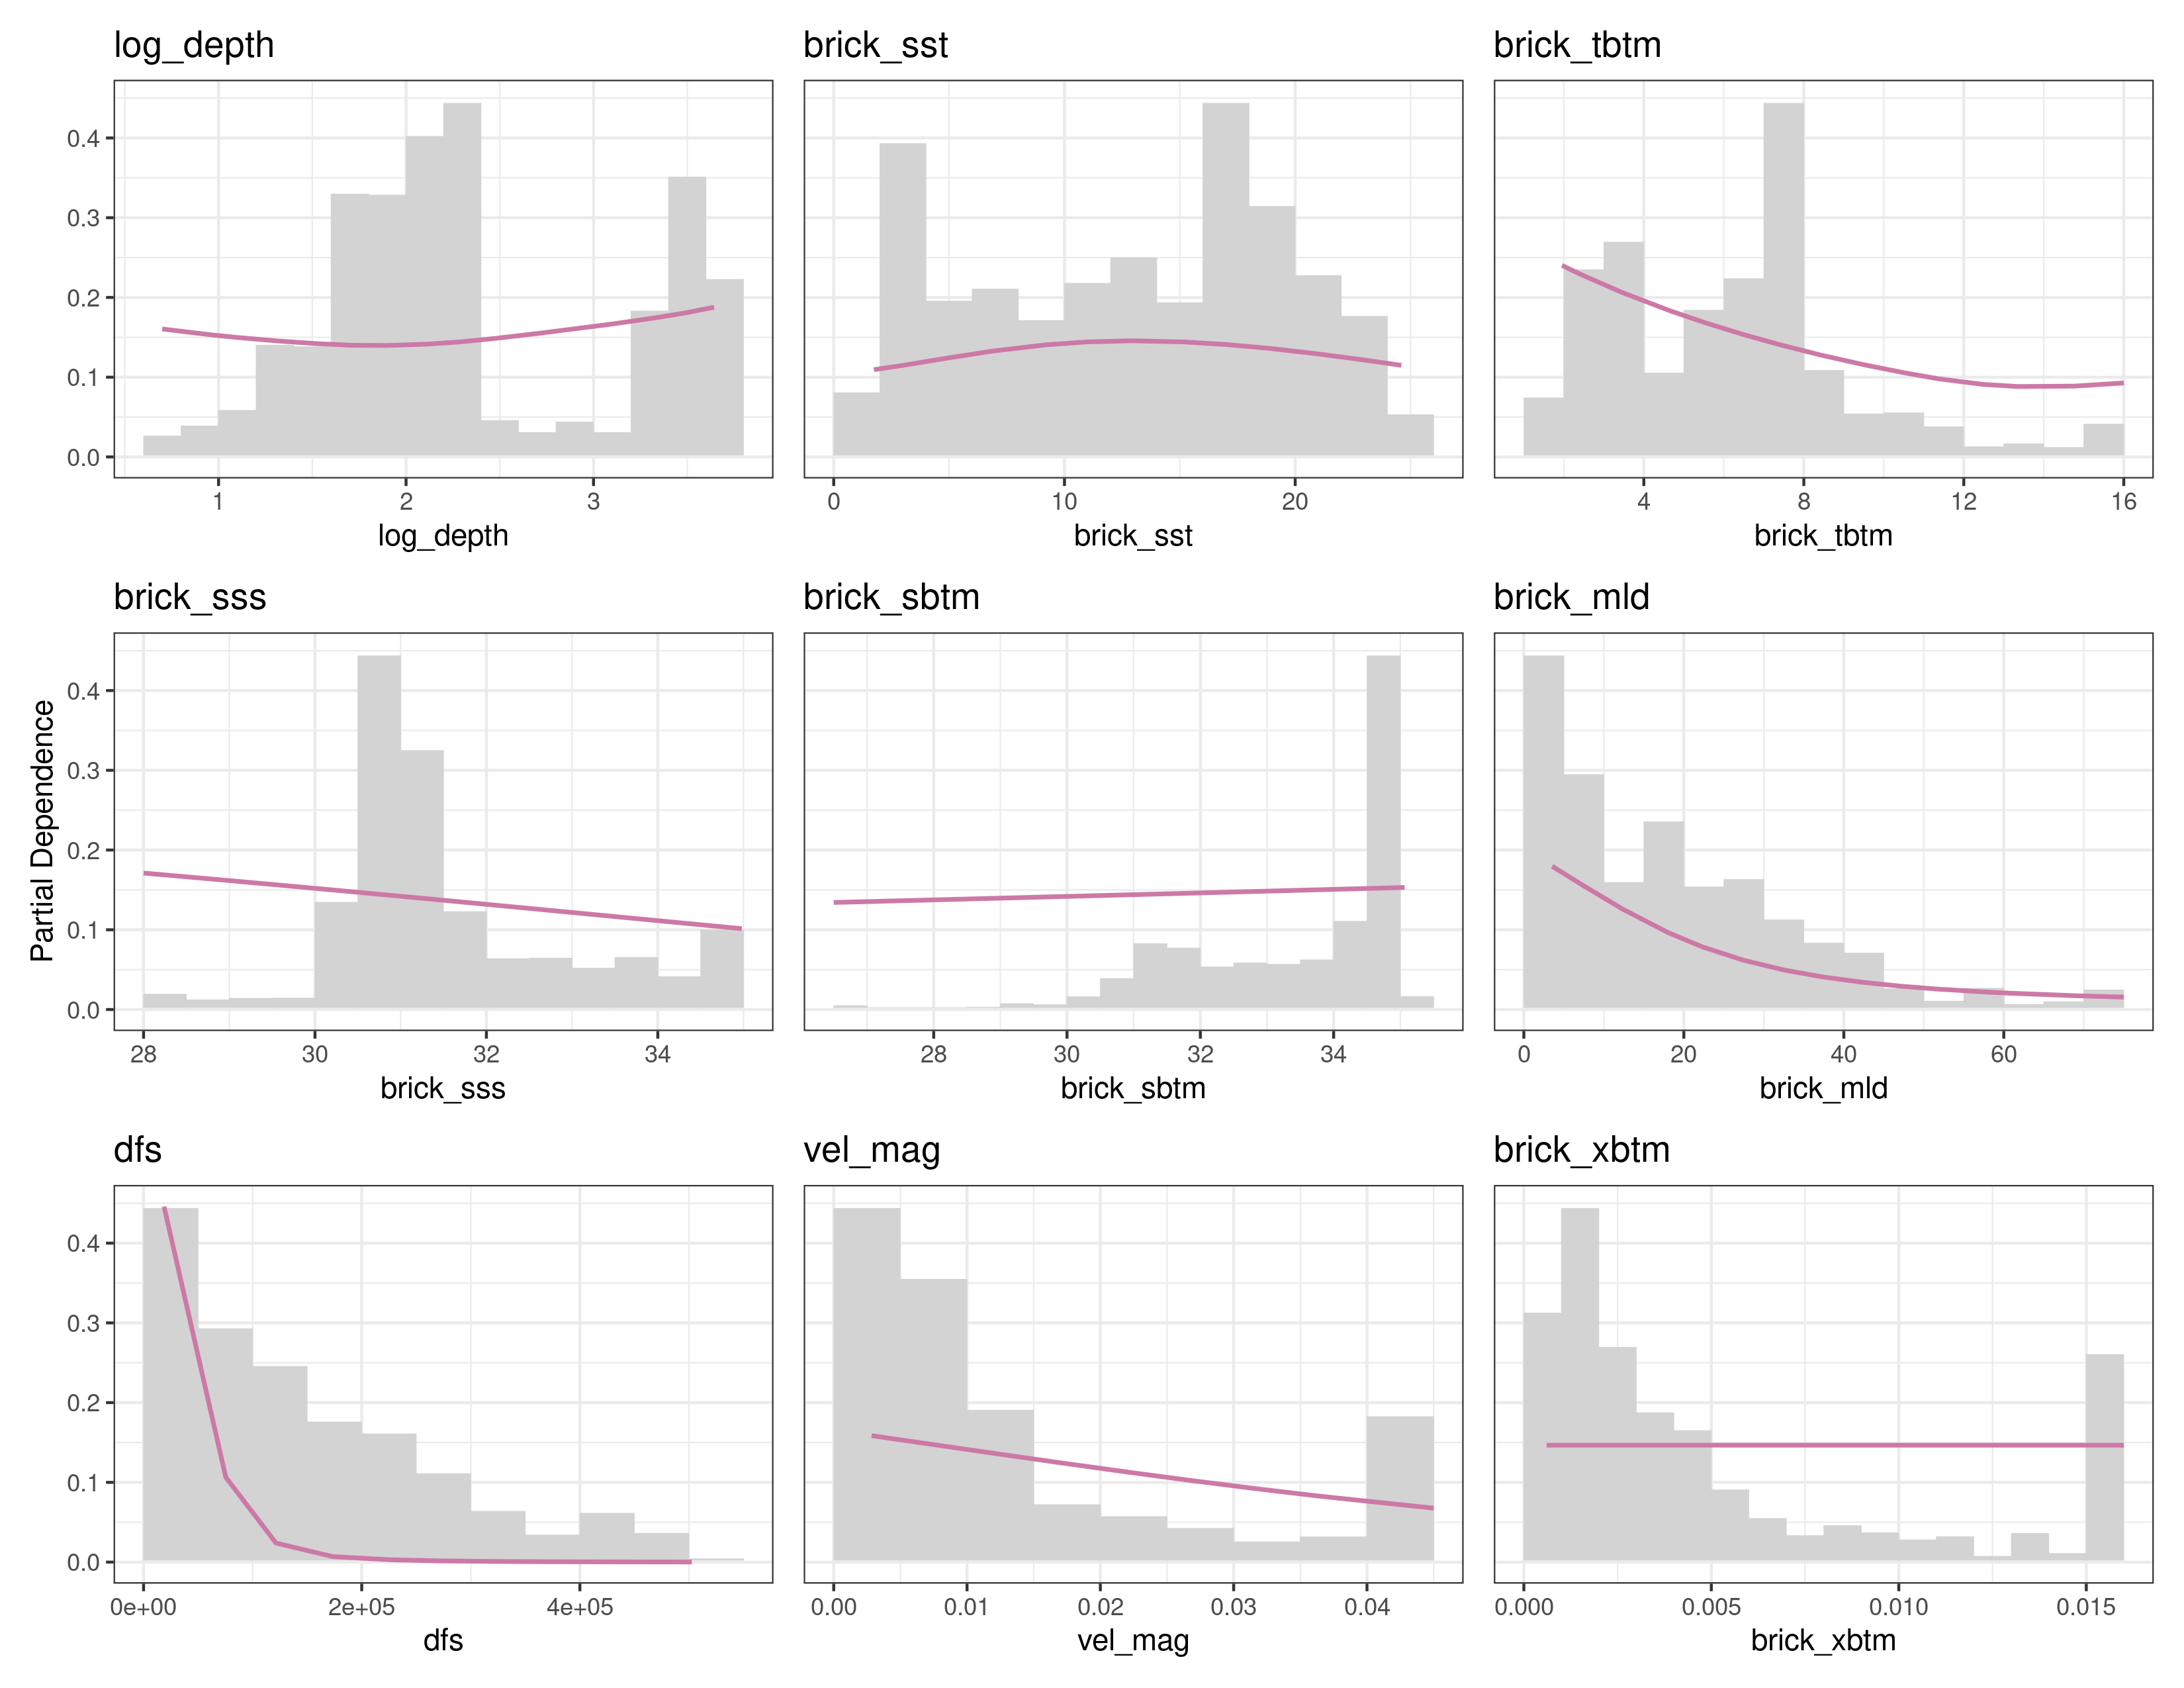 log_depth
brick_sst
brick_tbtm
0.4
0.3
0.2
0.1
0.0
1 2 3
0 10 20
4 8 12 16
log_depth
brick_sst
brick_tbtm
brick_sss
brick_sbtm
brick_mld
Partial Dependence
0.4
0.3
0.2
0.1
0.0
28 30 32 34
28 30 32 34
0 20 40 60
brick_sss
brick_sbtm
brick_mld
dfs
vel_mag
brick_xbtm
0.4
0.3
0.2
0.1
0.0
0e+00 2e+05 4e+05
0.00 0.01 0.02 0.03 0.04
0.000 0.005 0.010 0.015
dfs
vel_mag
brick_xbtm